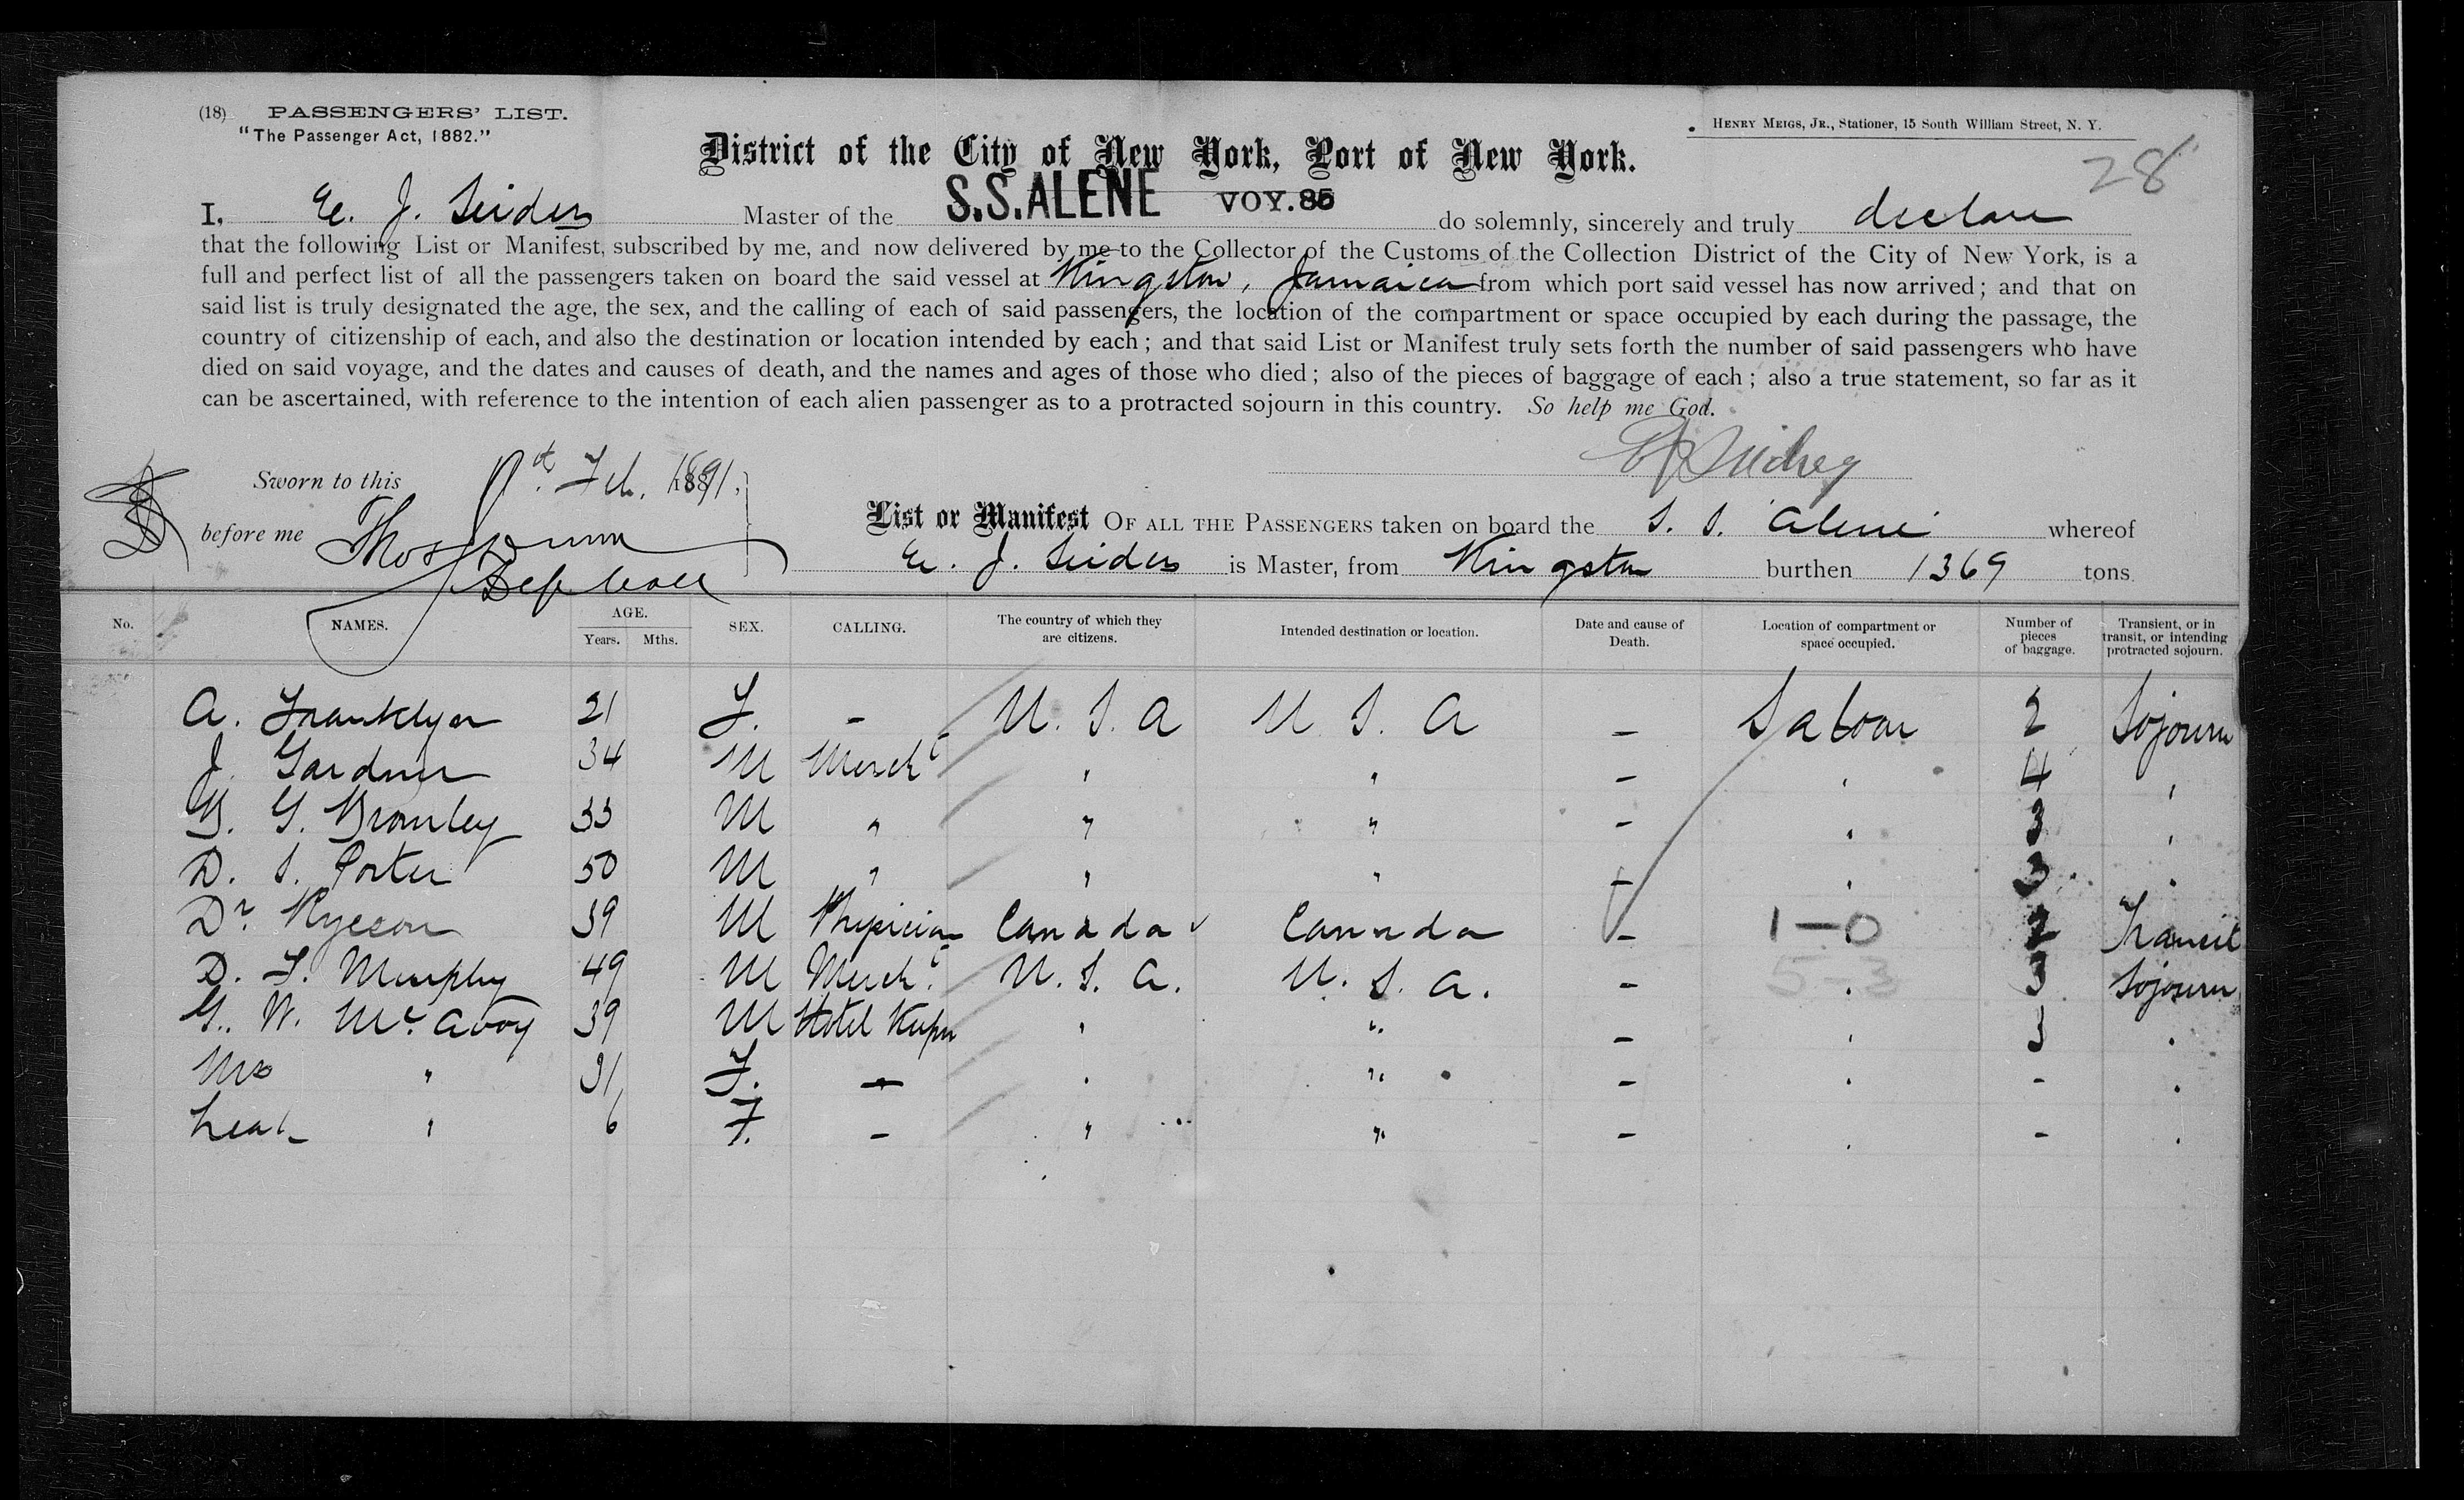 (18) PASSENGERS' LIST.
"The Passenger Act, 1882."
HENRY MEIGS, JR., Stationer, 15 South William Street, N. Y.
28
District of the City of New York, Port of New York.
I, E. J. Seiders Master of the S.S.ALENE VOY.85 do solemnly, sincerely and truly declare
that the following List or Manifest, subscribed by me, and now delivered by me to the Collector of the Customs of the Collection District of the City of New York, is a
full and perfect list of all the passengers taken on board the said vessel at Kingston, Jamaica from which port said vessel has now arrived; and that on
said list is truly designated the age, the sex, and the calling of each of said passengers, the location of the compartment or space occupied by each during the passage, the
country of citizenship of each, and also the destination or location intended by each; and that said List or Manifest truly sets forth the number of said passengers who have
died on said voyage, and the dates and causes of death, and the names and ages of those who died; also of the pieces of baggage of each; also a true statement, so far as it
can be ascertained, with reference to the intention of each alien passenger as to a protracted sojourn in this country. So help me God.
Sworn to this Feb. 1891,
before me Thos
Dep Coll
List or Manifest OF ALL THE PASSENGERS taken on board the S. S. Alene whereof
E. J. Seiders is Master, from Kingston burthen 1369 tons
No. NAMES. AGE. Years. Mths. SEX. CALLING. The country of which they are citizens. Intended destination or location. Date and cause of Death. Location of compartment or space occupied. Number of pieces of baggage. Transient, or in transit, or intending protracted sojourn.
A. Franklyn 21 F. - U. S. A U S. A - Saloon 2 Sojourn
J. Gardner 34 M Merch t " " - " 4 "
B. G. Bromley 33 M " " " - " 3 "
D. S. Porter 50 M " " " - " 3 "
Dr Ryeson 39 M Physician Canada Canada - " 1-0 2 Transit
D. F. Murphy 49 M Merch t. U. S. A. U. S. A. - " 5-3 3 Sojourn
G. W. Mc Avoy 39 M Hotel Keeper " " - " 3 "
Mrs " 31 F. - " " - " - "
Leah " 6 F. - " " - " - "